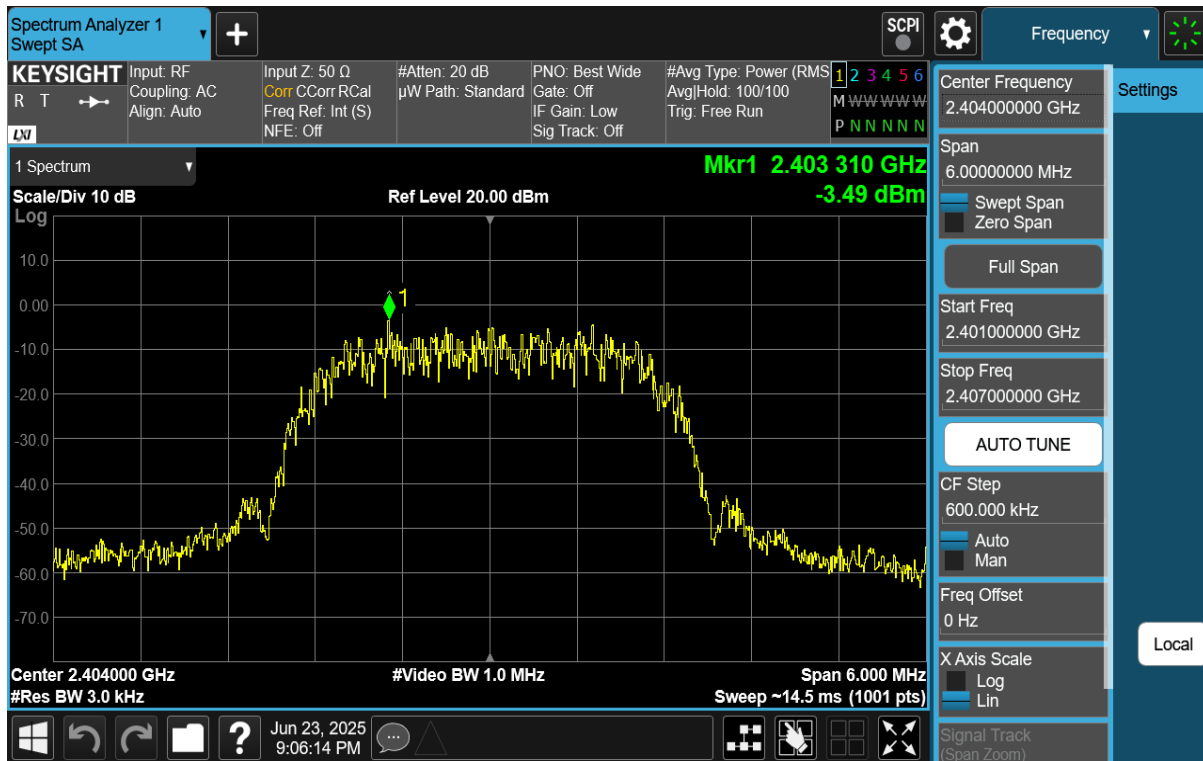 Spectrum Analyzer 1
Swept SA
+
SCPI
Frequency
KEYSIGHT
R T
LXI
Input: RF
Coupling: AC
Align: Auto
Input Z: 50 Ω
Corr CCorr RCal
Freq Ref: Int (S)
NFE: Off
#Atten: 20 dB
µW Path: Standard
PNO: Best Wide
Gate: Off
IF Gain: Low
Sig Track: Off
#Avg Type: Power (RMS
Avg|Hold: 100/100
Trig: Free Run
1 2 3 4 5 6
M W W W W W
P N N N N N
1 Spectrum
Scale/Div 10 dB
Ref Level 20.00 dBm
Mkr1 2.403 310 GHz
-3.49 dBm
Log
10.0
0.00
-10.0
-20.0
-30.0
-40.0
-50.0
-60.0
-70.0
1
Center 2.404000 GHz
#Res BW 3.0 kHz
#Video BW 1.0 MHz
Span 6.000 MHz
Sweep ~14.5 ms (1001 pts)
Center Frequency
2.404000000 GHz
Span
6.00000000 MHz
Swept Span
Zero Span
Full Span
Start Freq
2.401000000 GHz
Stop Freq
2.407000000 GHz
AUTO TUNE
CF Step
600.000 kHz
Auto
Man
Freq Offset
0 Hz
X Axis Scale
Log
Lin
Signal Track
(Span Zoom)
Settings
Local
?
Jun 23, 2025
9:06:14 PM